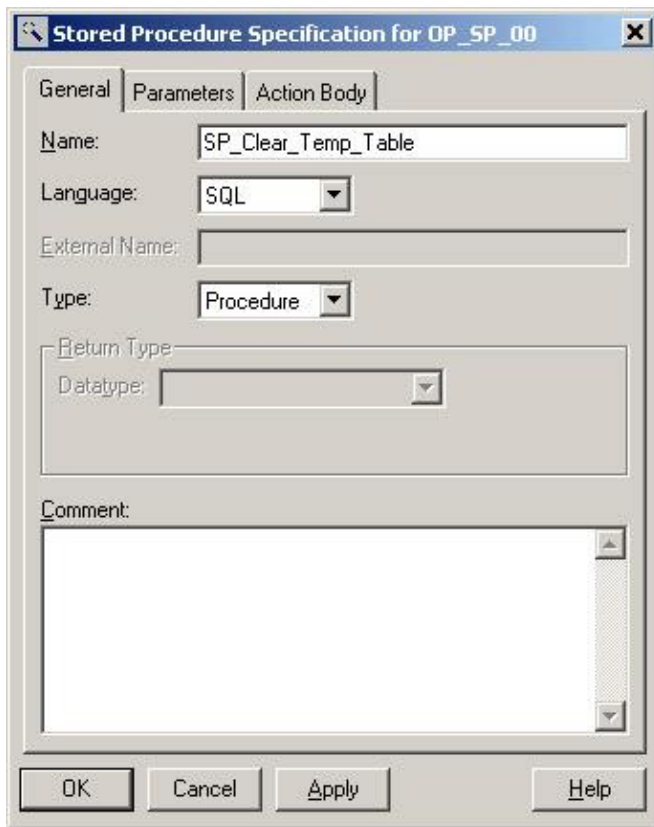 Stored Procedure Specification for OP_SP_00
General Parameters Action Body
Name: SP_Clear_Temp_Table
Language: SQL
External Name:
Type: Procedure
Return Type
Datatype:
Comment:
OK Cancel Apply Help